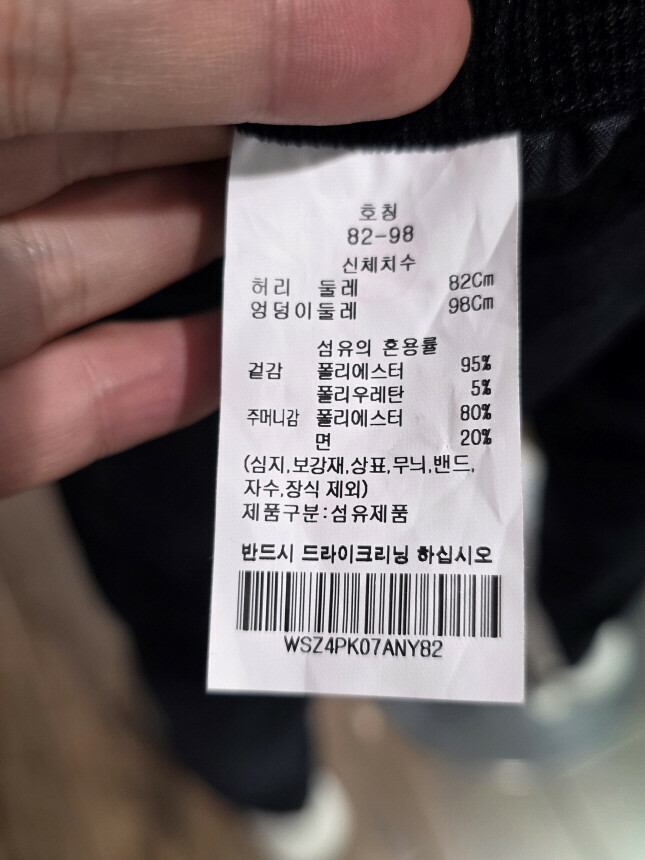 호칭
82-98
신체치수
허리 둘레 82Cm
엉덩이둘레 98Cm
섬유의 혼용률
겉감 폴리에스터 95%
폴리우레탄 5%
주머니감 폴리에스터 80%
면 20%
(심지,보강재,상표,무늬,밴드,
자수,장식 제외)
제품구분:섬유제품
반드시 드라이크리닝 하십시오
WSZ4PK07ANY82